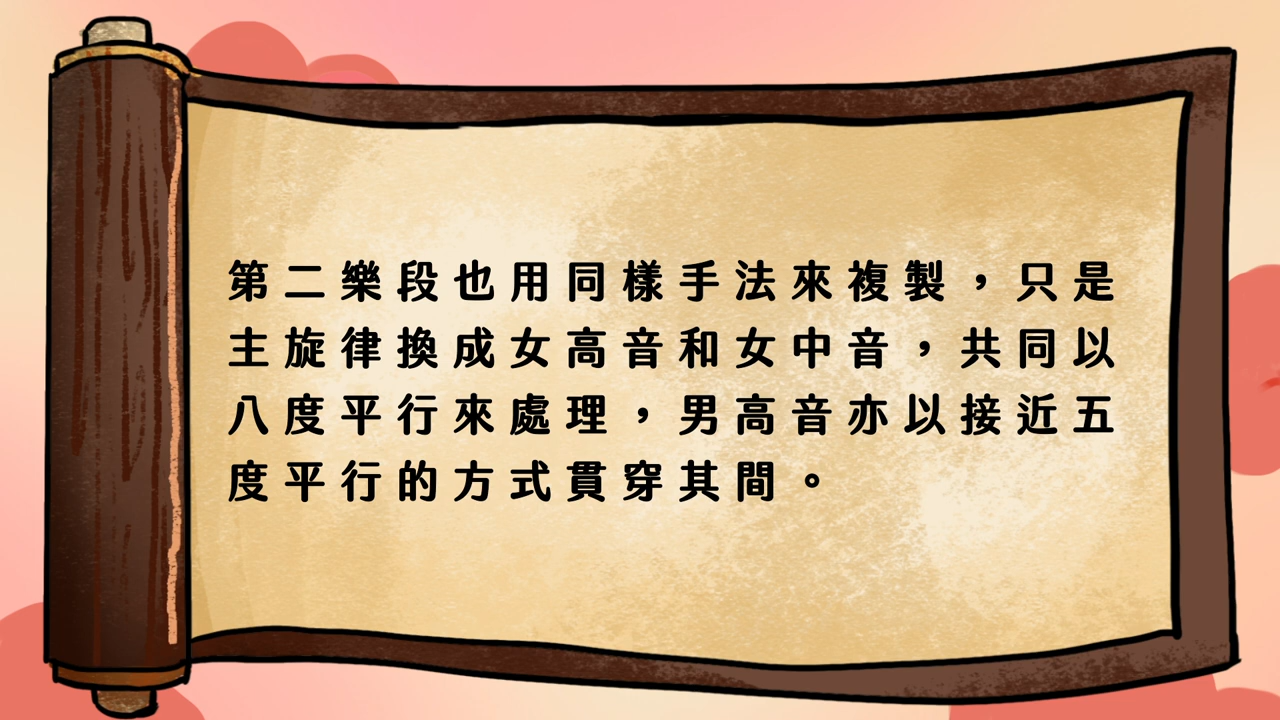 第二樂段也用同樣手法來複製，只是
主旋律換成女高音和女中音，共同以
八度平行來處理，男高音亦以接近五
度平行的方式貫穿其間。